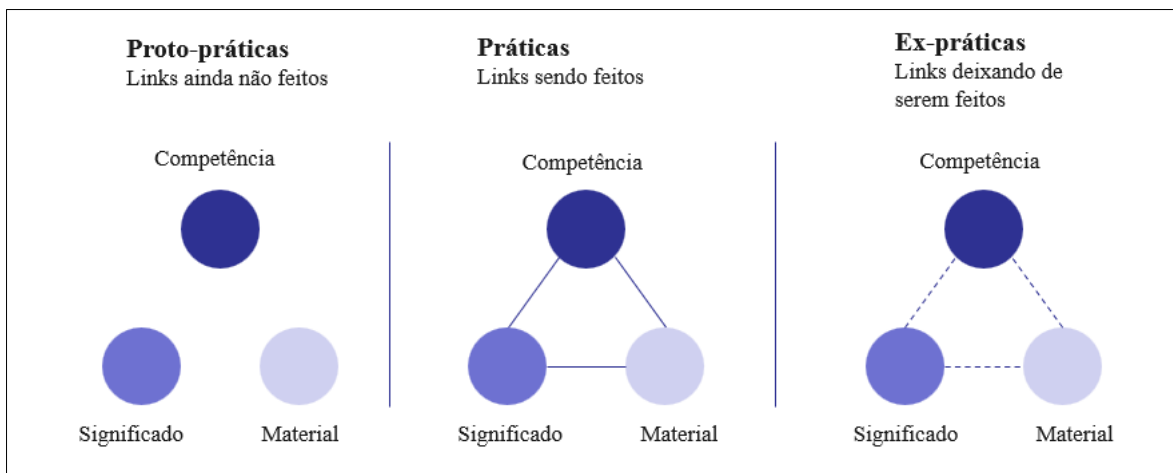 Proto-práticas
Links ainda não feitos
Competência
Significado
Material
Práticas
Links sendo feitos
Competência
Significado
Material
Ex-práticas
Links deixando de
serem feitos
Competência
Significado
Material